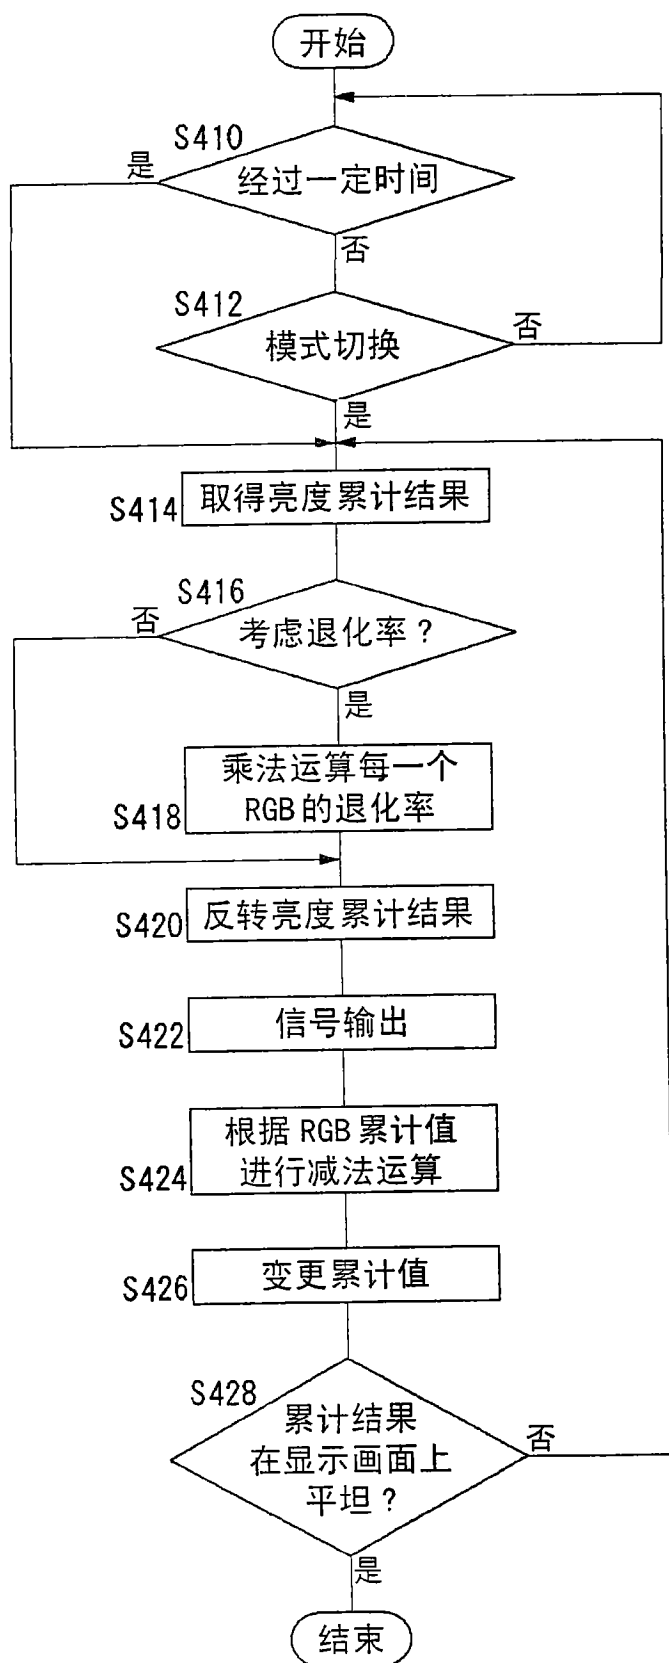 开始
S410
是
经过一定时间
否
S412
模式切换
否
是
S414
取得亮度累计结果
S416
否
考虑退化率？
是
S418
乘法运算每一个
RGB的退化率
S420
反转亮度累计结果
S422
信号输出
S424
根据RGB累计值
进行减法运算
S426
变更累计值
S428
累计结果
在显示画面上
平坦？
否
是
结束